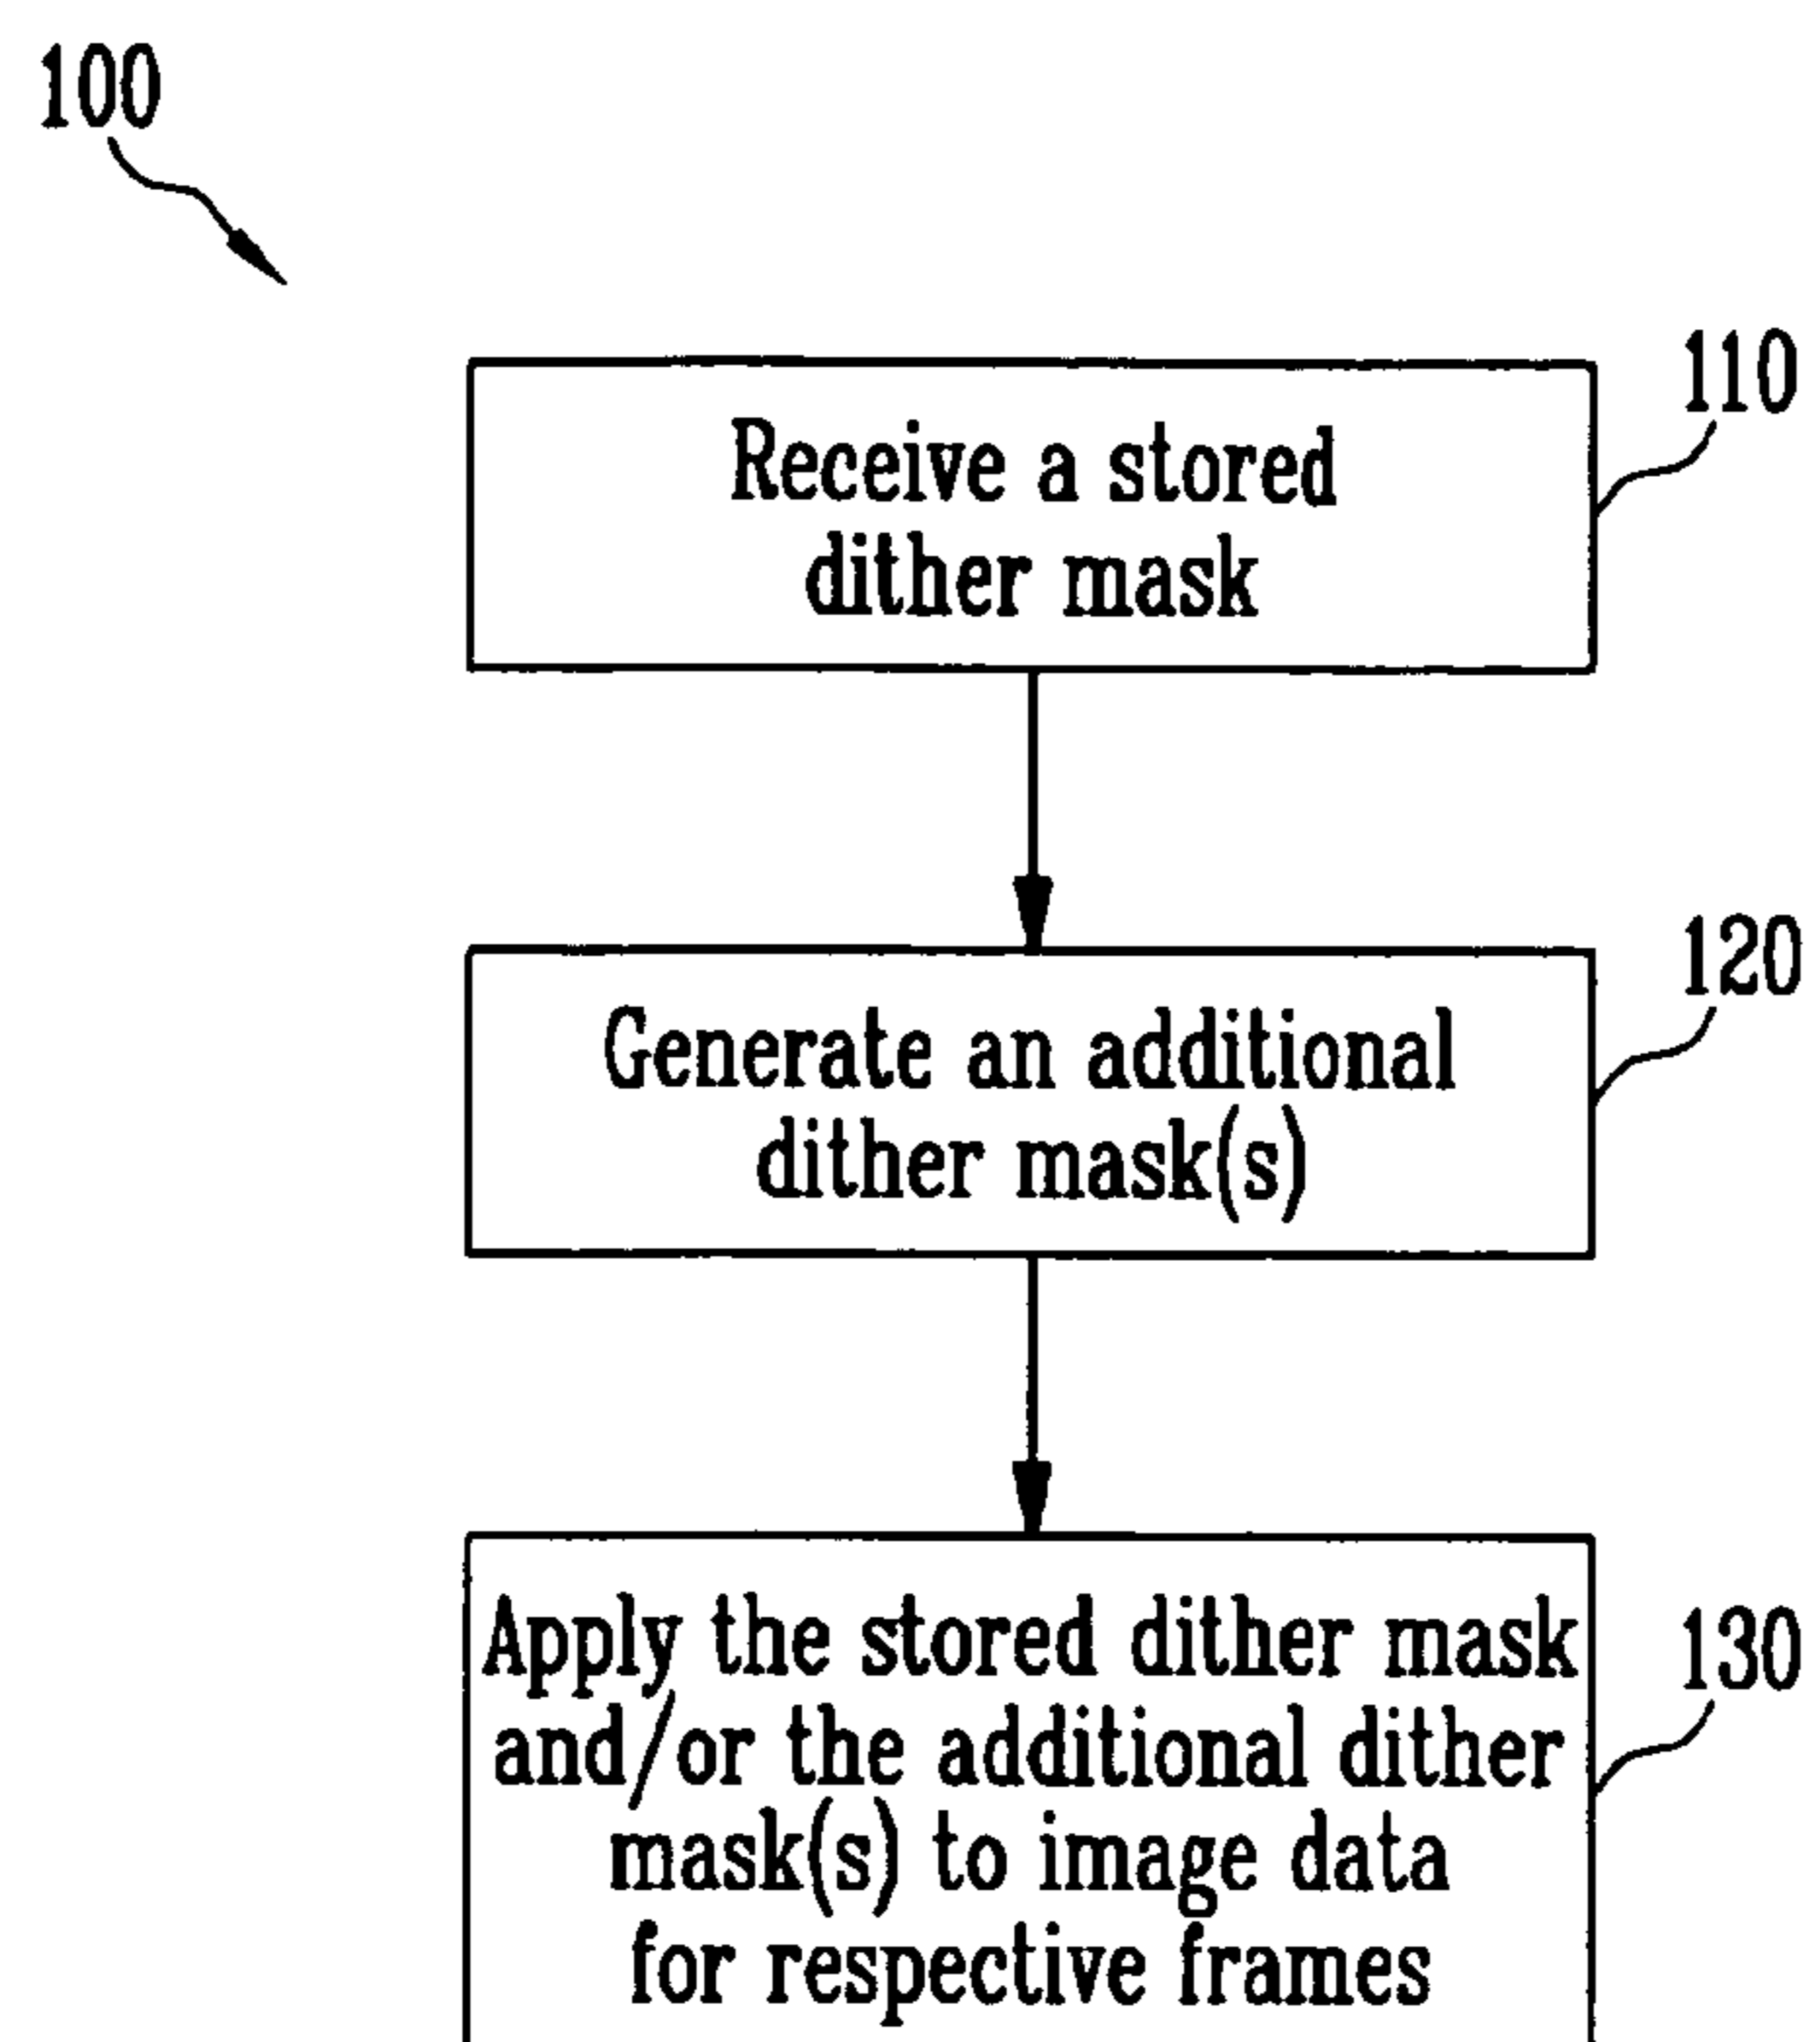 100
110
Receive a stored
dither mask
120
Generate an additional
dither mask(s)
130
Apply the stored dither mask
and/or the additional dither
mask(s) to image data
for respective frames